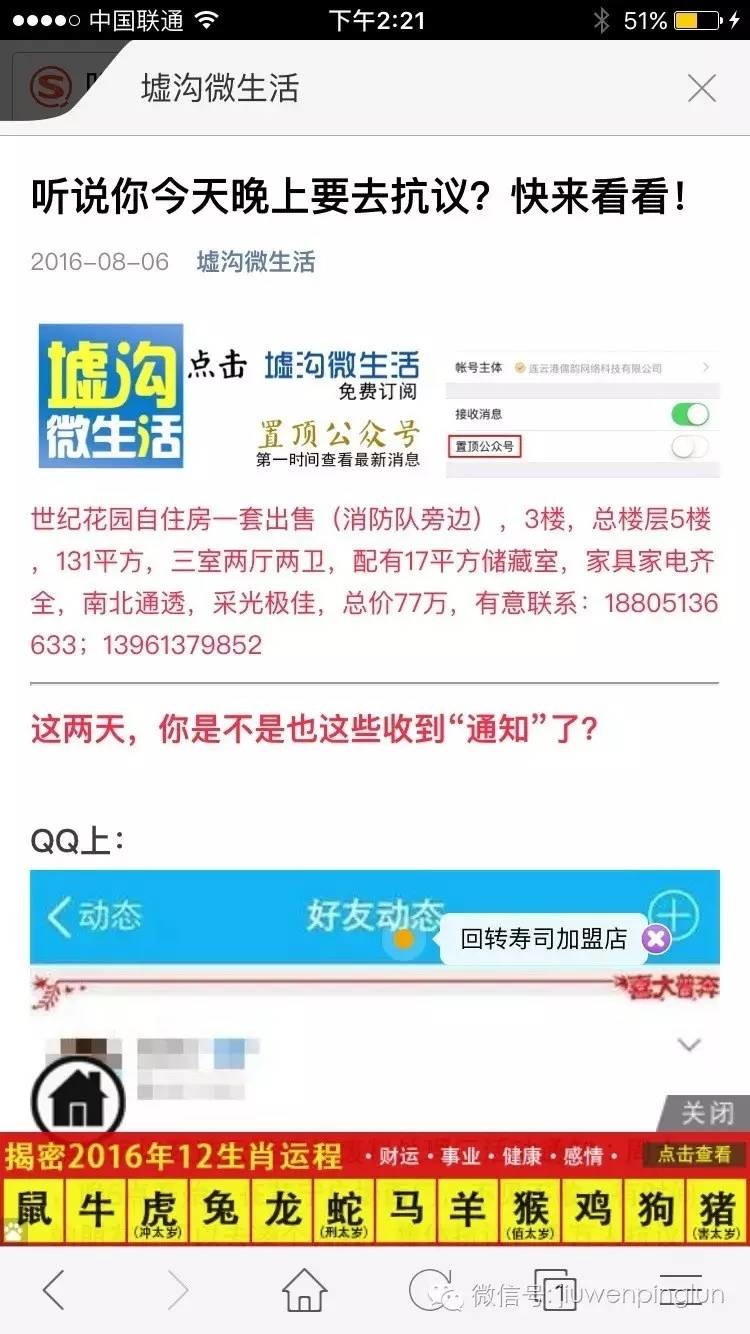 中国联通 下午2:21 51%
墟沟微生活
听说你今天晚上要去抗议？快来看看！
2016-08-06 墟沟微生活
墟沟
微生活
点击 墟沟微生活
免费订阅
置顶公众号
第一时间查看最新消息
帐号主体 连云港儒韵网络科技有限公司
接收消息
置顶公众号
世纪花园自住房一套出售（消防队旁边），3楼，总楼层5楼
，131平方，三室两厅两卫，配有17平方储藏室，家具家电齐
全，南北通透，采光极佳，总价77万，有意联系：18805136
633；13961379852
这两天，你是不是也这些收到“通知”了？
QQ上：
动态 好友动态
回转寿司加盟店
喜大普奔
关闭
揭密2016年12生肖运程 ·财运·事业·健康·感情· 点击查看
鼠 牛 虎 兔 龙 蛇 马 羊 猴 鸡 狗 猪
(冲太岁) (刑太岁) (值太岁) (害太岁)
1
微信号: liuwenpinglun